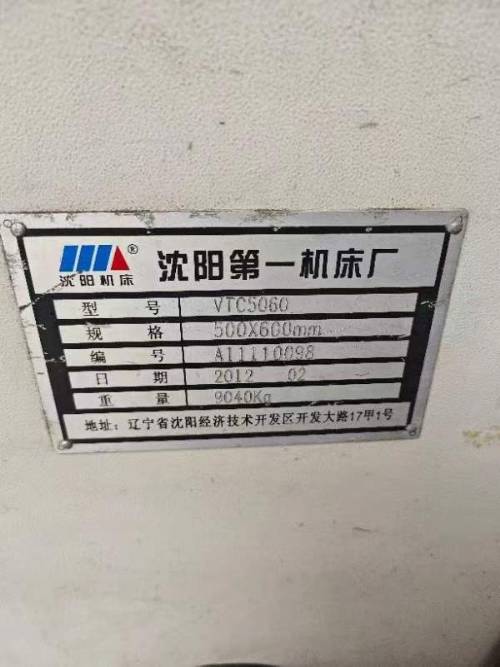 沈阳机床® 沈阳第一机床厂
型号 VTC5060
规格 500X600mm
编号 A11110098
日期 2012 02
重量 9040Kg
地址:辽宁省沈阳经济技术开发区开发大路17甲1号